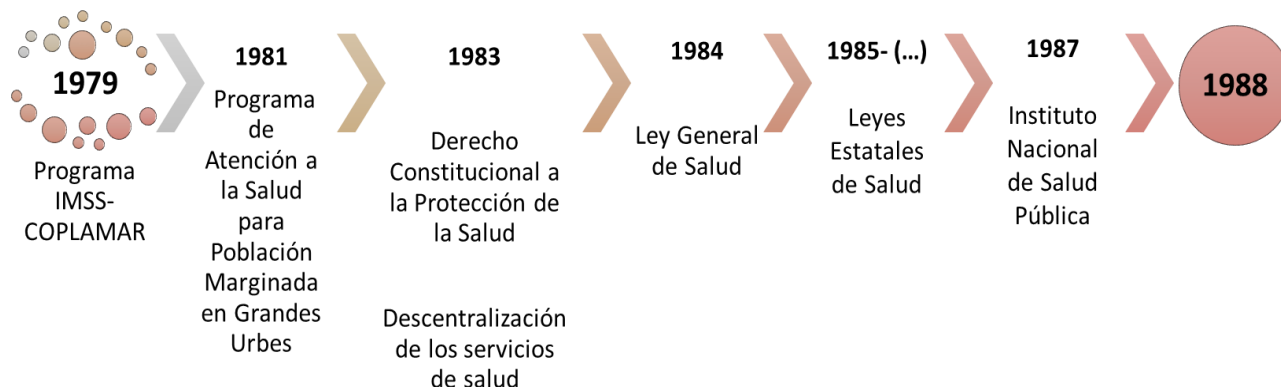 1979
Programa
IMSS-
COPLAMAR
1981
Programa
de
Atención a
la Salud
para
Población
Marginada
en Grandes
Urbes
1983
Derecho
Constitucional a
la Protección de
la Salud
Descentralización
de los servicios
de salud
1984
Ley General
de Salud
1985- (...)
Leyes
Estatales
de Salud
1987
Instituto
Nacional
de Salud
Pública
1988